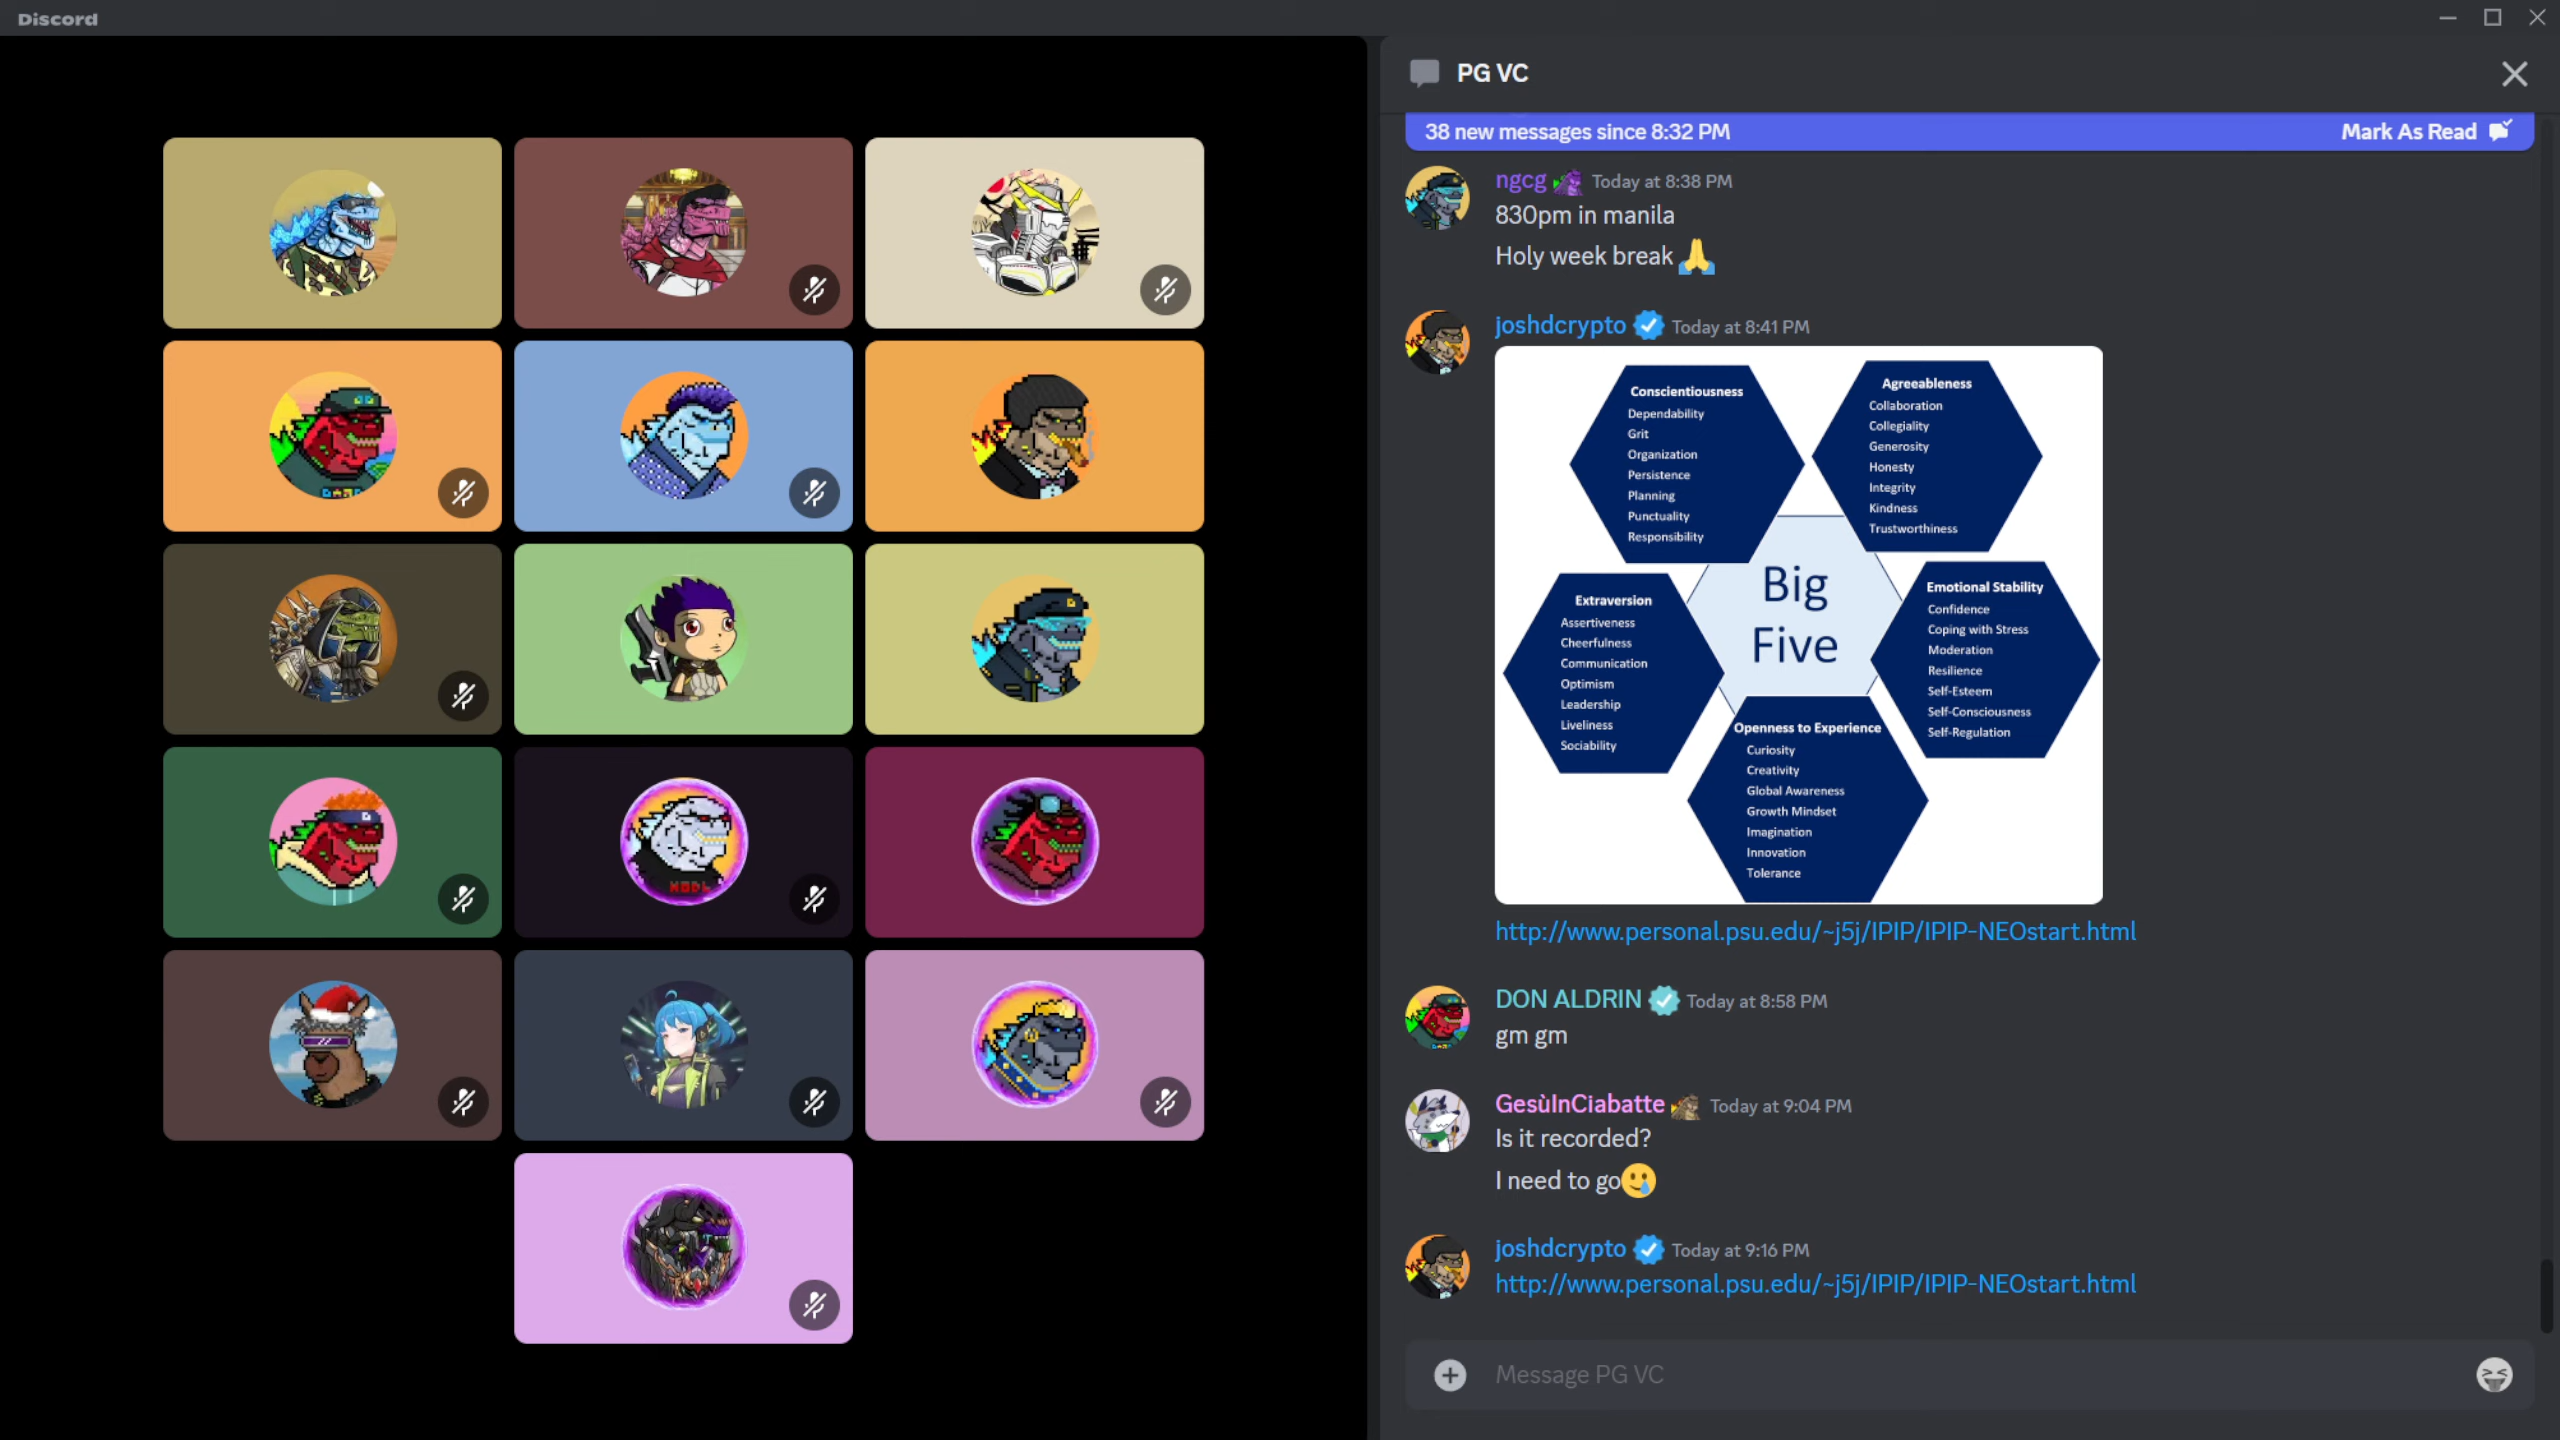 Discord
PG VC
38 new messages since 8:32 PM
Mark As Read
ngcg Today at 8:38 PM
830pm in manila
Holy week break
joshdcrypto Today at 8:41 PM
Conscientiousness
Dependability
Grit
Organization
Persistence
Planning
Punctuality
Responsibility
Agreeableness
Collaboration
Collegiality
Generosity
Honesty
Integrity
Kindness
Trustworthiness
Big
Five
Extraversion
Assertiveness
Cheerfulness
Communication
Optimism
Leadership
Liveliness
Sociability
Emotional Stability
Confidence
Coping with Stress
Moderation
Resilience
Self-Esteem
Self-Consciousness
Self-Regulation
Openness to Experience
Curiosity
Creativity
Global Awareness
Growth Mindset
Imagination
Innovation
Tolerance
http://www.personal.psu.edu/~j5j/IPIP/IPIP-NEOstart.html
DON ALDRIN Today at 8:58 PM
gm gm
GesùInCiabatte Today at 9:04 PM
Is it recorded?
I need to go
joshdcrypto Today at 9:16 PM
http://www.personal.psu.edu/~j5j/IPIP/IPIP-NEOstart.html
Message PG VC
HODL